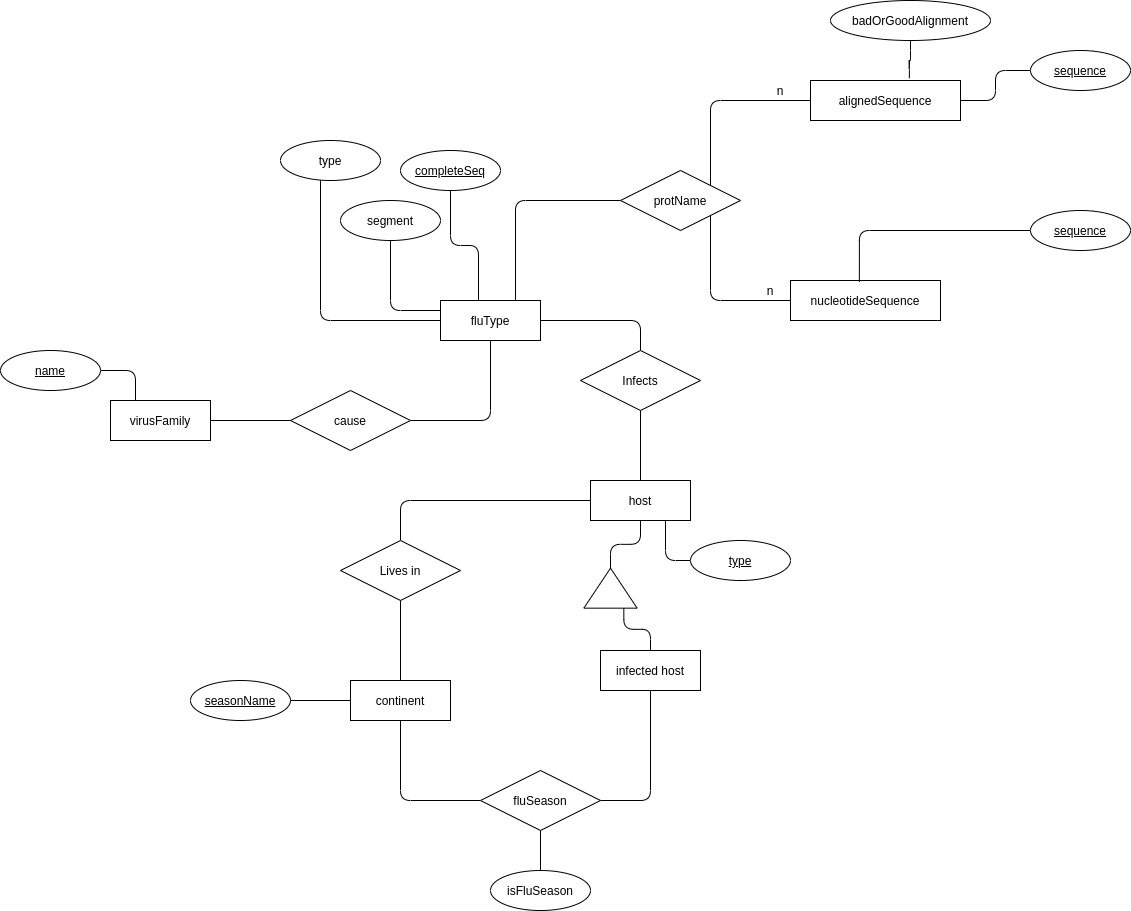 badOrGoodAlignment
sequence
n
alignedSequence
type
completeSeq
segment
protName
sequence
n
nucleotideSequence
fluType
name
Infects
virusFamily
cause
host
type
Lives in
infected host
seasonName
continent
fluSeason
isFluSeason